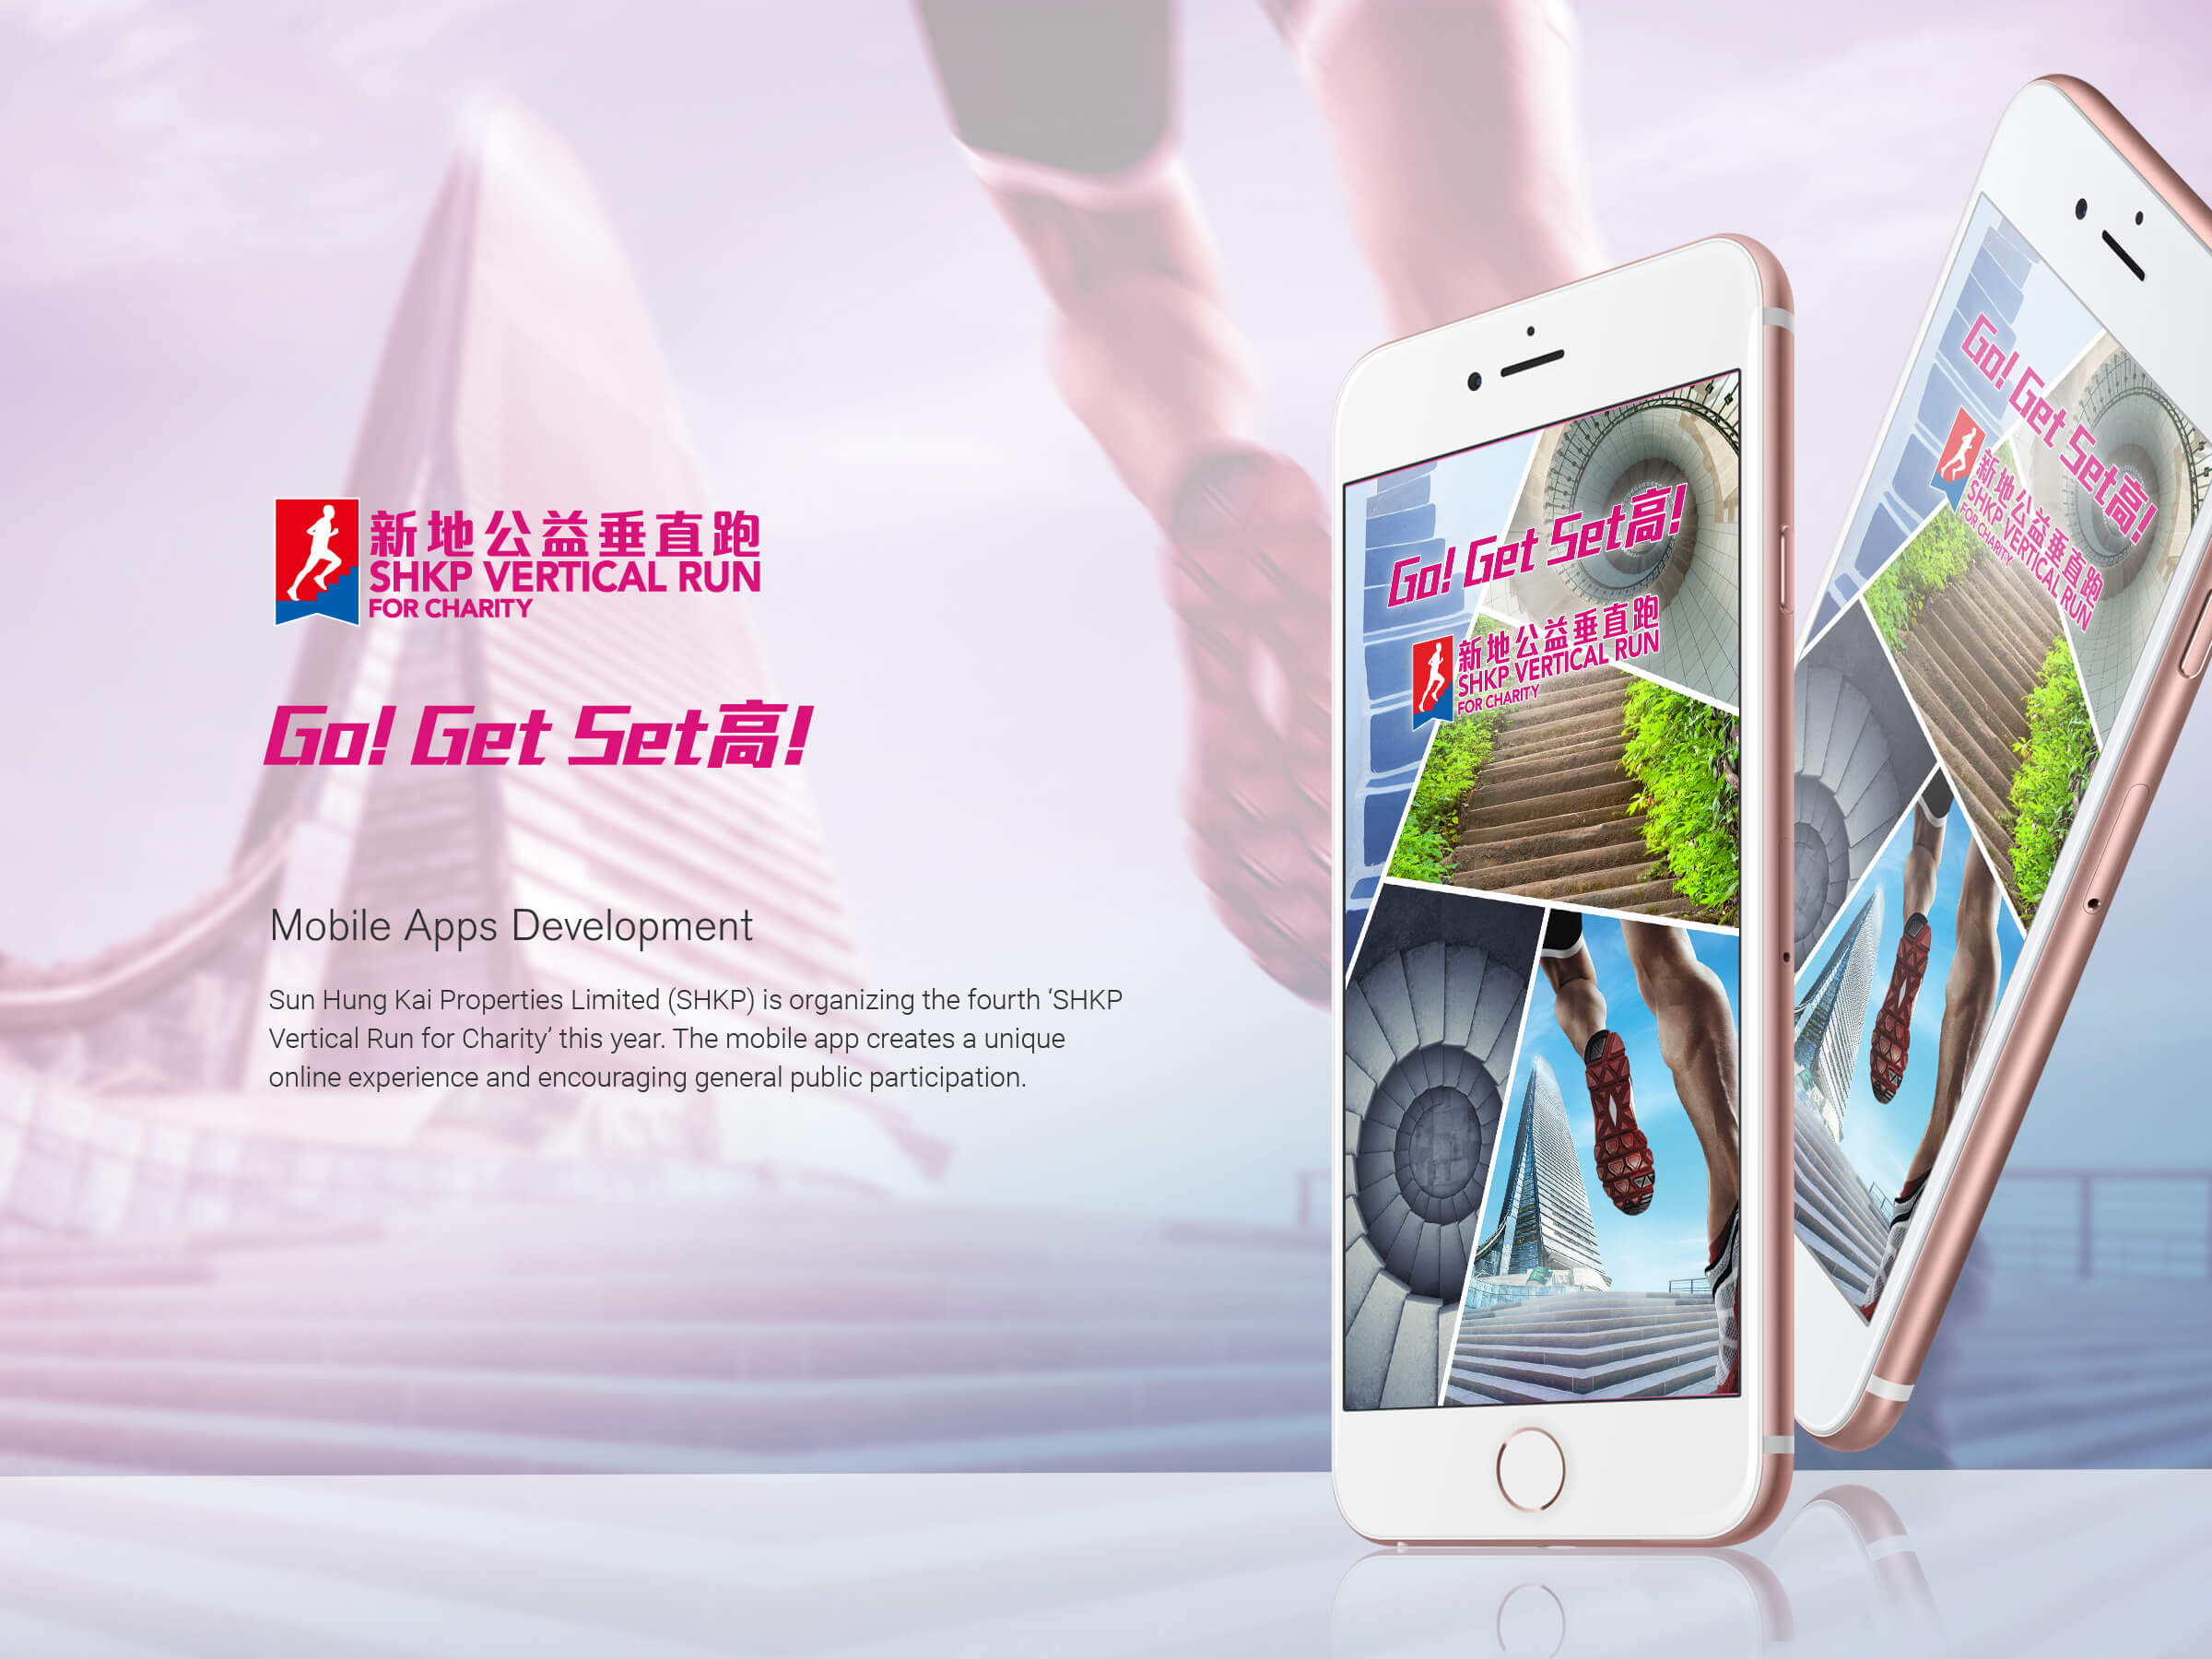 新地公益垂直跑
SHKP VERTICAL RUN
FOR CHARITY
Go! Get Set高!
Mobile Apps Development
Sun Hung Kai Properties Limited (SHKP) is organizing the fourth ‘SHKP
Vertical Run for Charity’ this year. The mobile app creates a unique
online experience and encouraging general public participation.
Go! Get Set高!
新地公益垂直跑
SHKP VERTICAL RUN
FOR CHARITY
Go! Get Set高!
新地公益垂直跑
SHKP VERTICAL RUN
FOR CHARITY